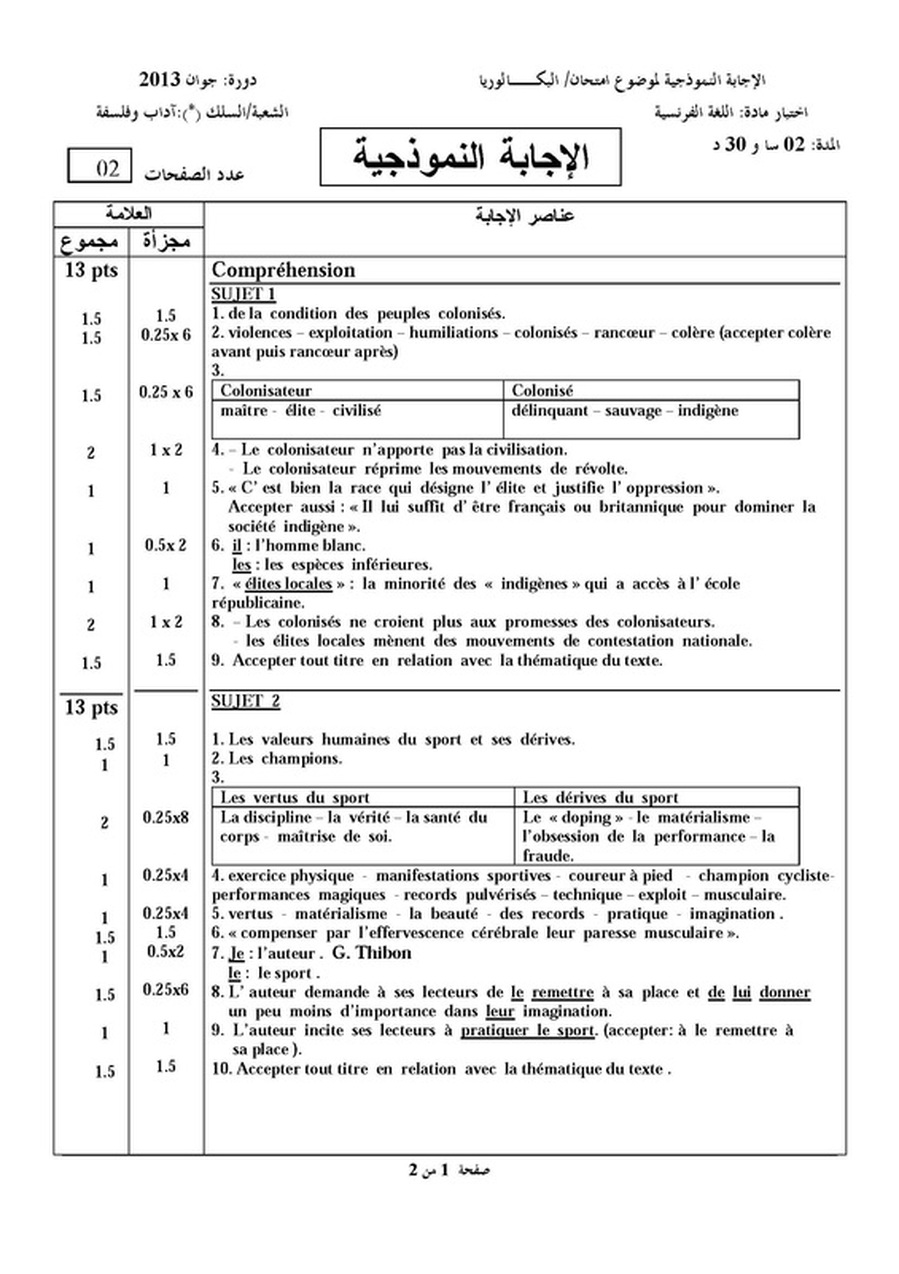 الإجابة النموذجية لموضوع امتحان/ البكـــالوريا دورة: جوان 2013
اختبار مادة: اللغة الفرنسية الشعبة/السلك (*):آداب وفلسفة
المدة: 02 سا و 30 د
الإجابة النموذجية
عدد الصفحات 02
العلامة عناصر الإجابة
مجموع مجزأة
13 pts Compréhension
SUJET 1
1.5 1.5 1. de la condition des peuples colonisés.
1.5 0.25x 6 2. violences – exploitation – humiliations – colonisés – rancœur – colère (accepter colère
avant puis rancœur après)
3.
1.5 0.25 x 6 Colonisateur Colonisé
maître - élite - civilisé délinquant – sauvage – indigène
2 1 x 2 4. – Le colonisateur n’apporte pas la civilisation.
- Le colonisateur réprime les mouvements de révolte.
1 1 5. « C’ est bien la race qui désigne l’ élite et justifie l’ oppression ».
Accepter aussi : « Il lui suffit d’ être français ou britannique pour dominer la
société indigène ».
1 0.5x 2 6. il : l’homme blanc.
les : les espèces inférieures.
1 1 7. « élites locales » : la minorité des « indigènes » qui a accès à l’ école
républicaine.
2 1 x 2 8. – Les colonisés ne croient plus aux promesses des colonisateurs.
- les élites locales mènent des mouvements de contestation nationale.
1.5 1.5 9. Accepter tout titre en relation avec la thématique du texte.
13 pts SUJET 2
1.5 1.5 1. Les valeurs humaines du sport et ses dérives.
1 1 2. Les champions.
3.
Les vertus du sport Les dérives du sport
2 0.25x8 La discipline – la vérité – la santé du Le « doping » - le matérialisme –
corps - maîtrise de soi. l’obsession de la performance – la
fraude.
1 0.25x4 4. exercice physique - manifestations sportives - coureur à pied - champion cycliste-
performances magiques - records pulvérisés – technique – exploit – musculaire.
1 0.25x4 5. vertus - matérialisme - la beauté - des records - pratique - imagination .
1.5 1.5 6. « compenser par l’effervescence cérébrale leur paresse musculaire ».
1 0.5x2 7. Je : l’auteur . G. Thibon
le : le sport .
1.5 0.25x6 8. L’ auteur demande à ses lecteurs de le remettre à sa place et de lui donner
un peu moins d’importance dans leur imagination.
1 1 9. L’auteur incite ses lecteurs à pratiquer le sport. (accepter: à le remettre à
sa place ).
1.5 1.5 10. Accepter tout titre en relation avec la thématique du texte .
صفحة 1 من 2